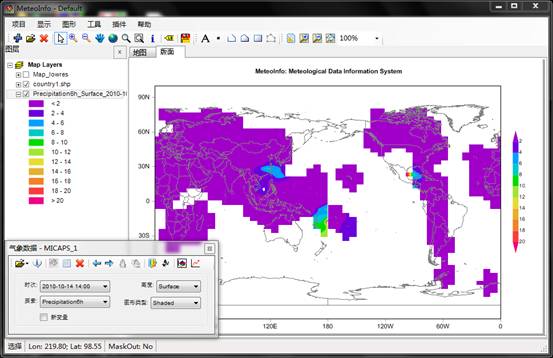 MeteoInfo - Default
项目 显示 图形 工具 插件 帮助
A 100%
图层 x 地图 版面
Map Layers
Map_lowres
country1.shp
Precipitation6h_Surface_2010-10
< 2
2 - 4
4 - 6
6 - 8
8 - 10
10 - 12
12 - 14
14 - 16
16 - 18
18 - 20
> 20
MeteoInfo: Meteological Data Information System
90N
60N
30N
0
30S
120E 180 120W 60W 0
2
4
6
8
10
12
14
16
18
20
气象数据 - MICAPS_1
时次: 2010-10-14 14:00 高度: Surface
要素: Precipitation6h 图形类型: Shaded
新变量
选择 Lon: 219.80; Lat: 98.55 MaskOut: No